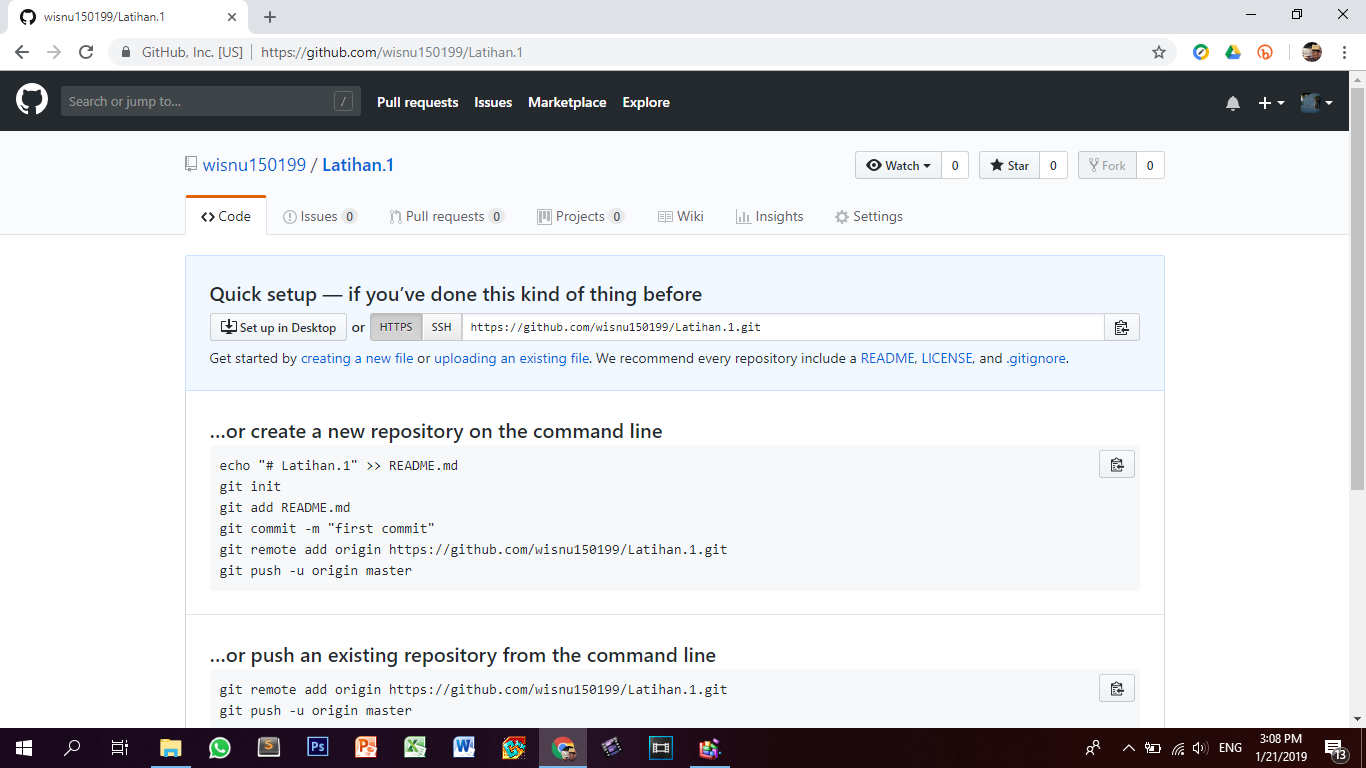 wisnu150199/Latihan.1
GitHub, Inc. [US] | https://github.com/wisnu150199/Latihan.1
Search or jump to... / Pull requests Issues Marketplace Explore
wisnu150199 / Latihan.1 Watch 0 Star 0 Fork 0
Code Issues 0 Pull requests 0 Projects 0 Wiki Insights Settings
Quick setup — if you’ve done this kind of thing before
Set up in Desktop or HTTPS SSH https://github.com/wisnu150199/Latihan.1.git
Get started by creating a new file or uploading an existing file. We recommend every repository include a README, LICENSE, and .gitignore.
…or create a new repository on the command line
echo "# Latihan.1" >> README.md
git init
git add README.md
git commit -m "first commit"
git remote add origin https://github.com/wisnu150199/Latihan.1.git
git push -u origin master
…or push an existing repository from the command line
git remote add origin https://github.com/wisnu150199/Latihan.1.git
git push -u origin master
ENG
3:08 PM
1/21/2019
13